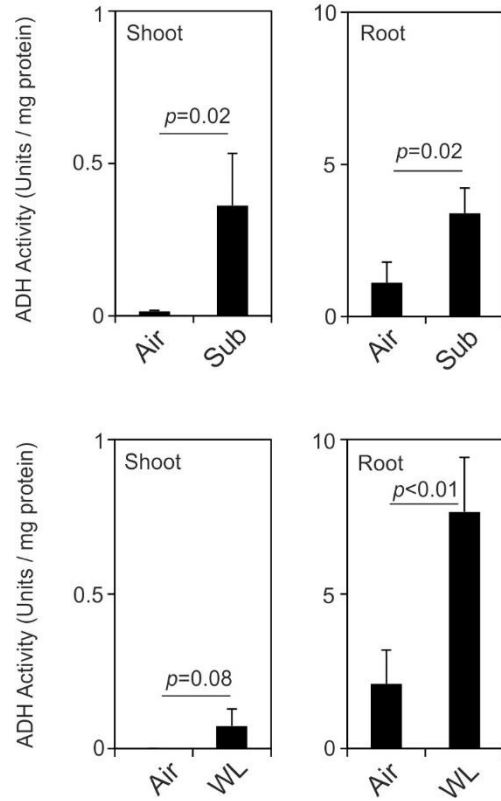 ADH Activity (Units / mg protein)
Shoot
1
0.5
0
p=0.02
Air
Sub
Root
10
5
0
p=0.02
Air
Sub
ADH Activity (Units / mg protein)
Shoot
1
0.5
0
p=0.08
Air
WL
Root
10
5
0
p<0.01
Air
WL